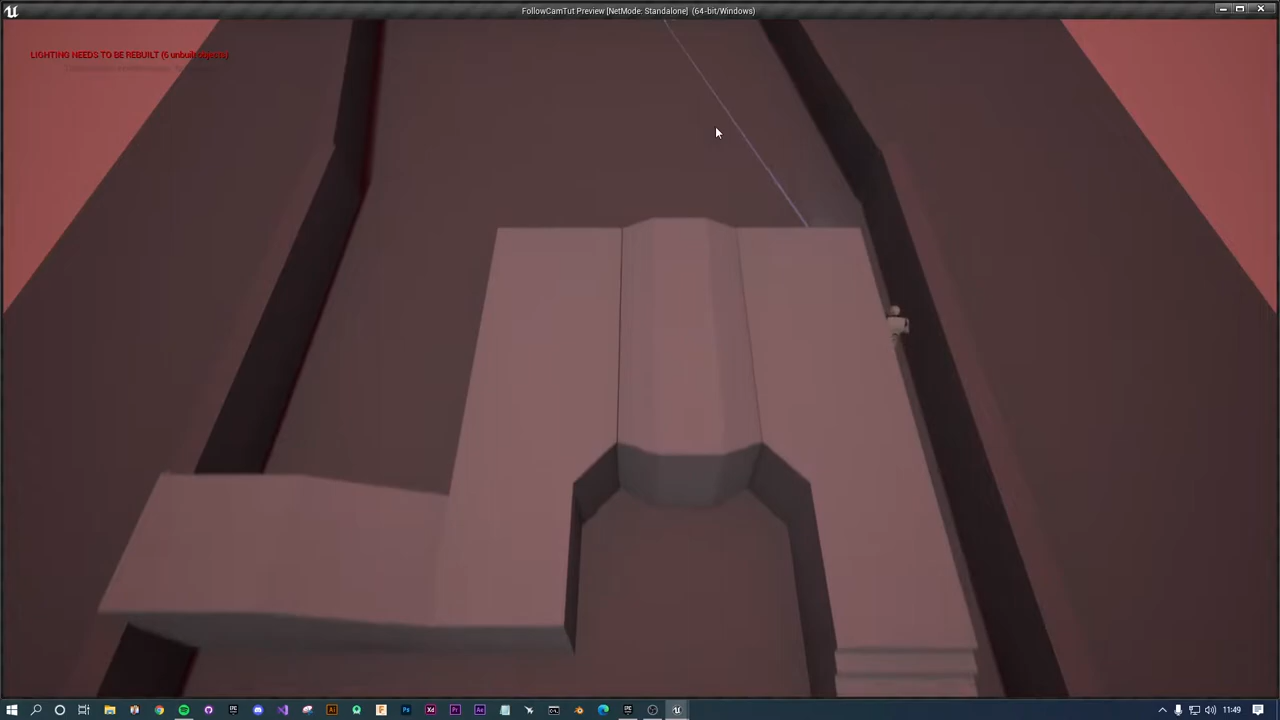 FollowCamTut Preview [NetMode: Standalone] (64-bit/Windows)
LIGHTING NEEDS TO BE REBUILT (6 unbuilt objects)
11:49